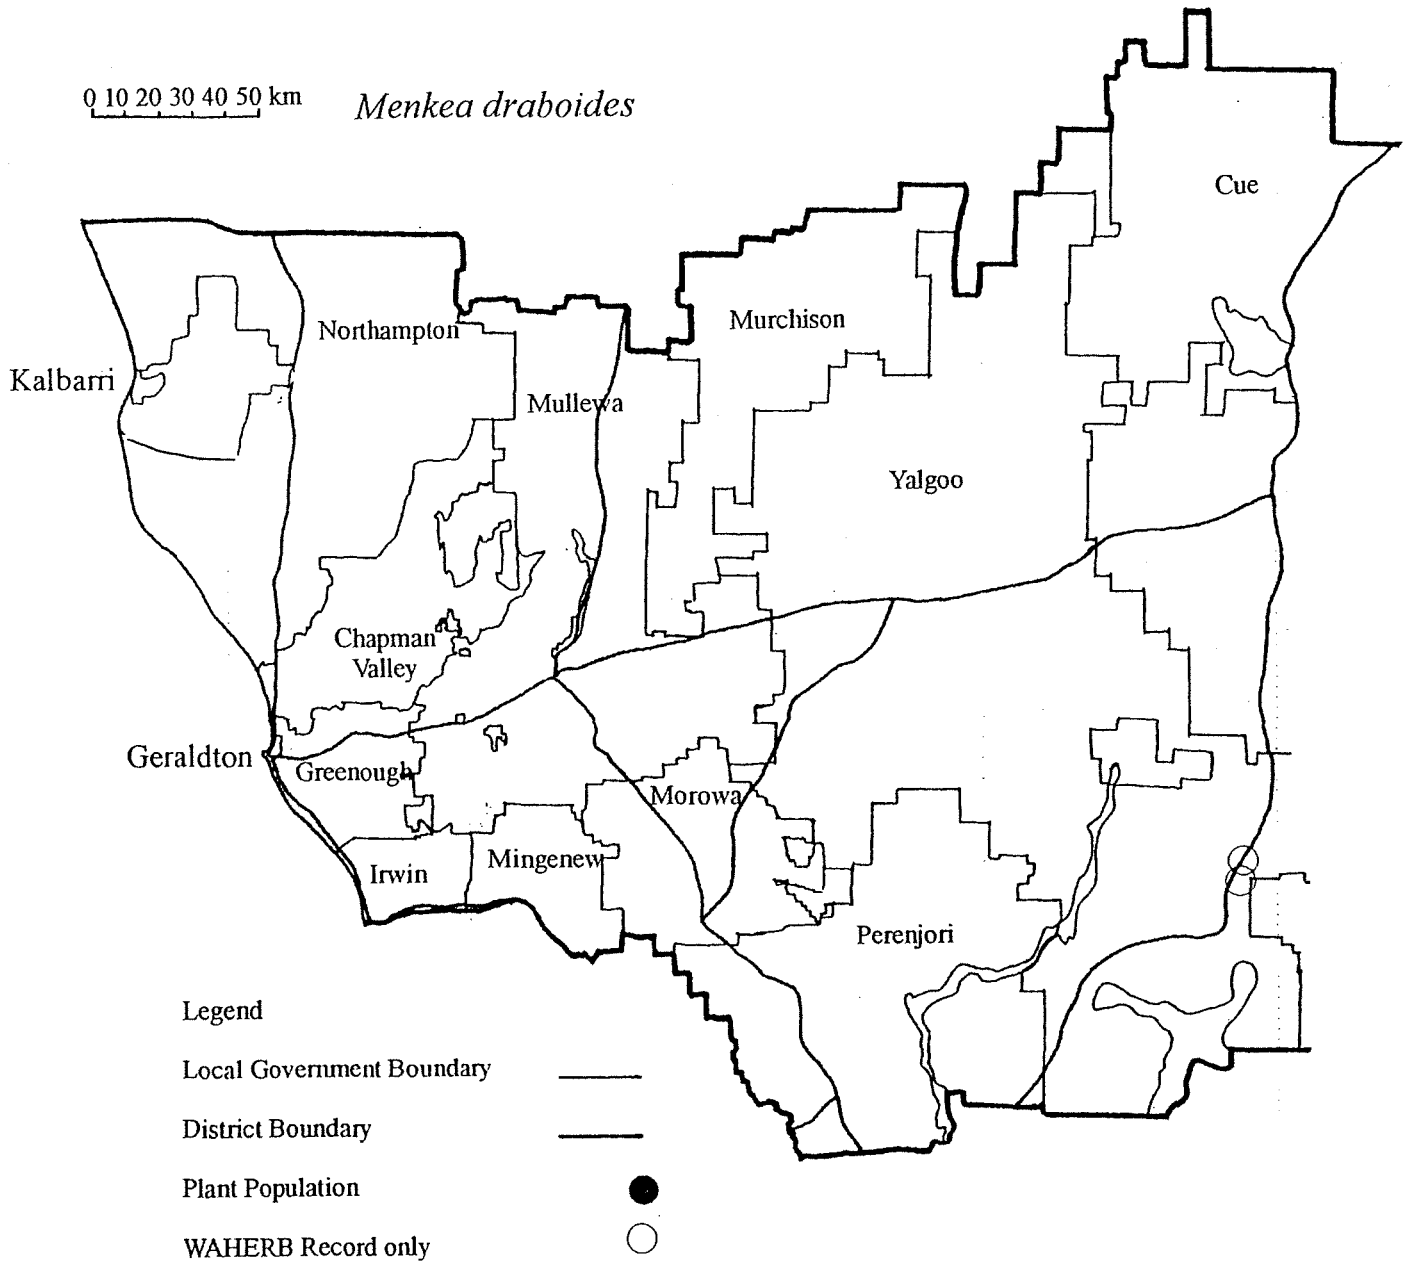 0 10 20 30 40 50 km
Menkea draboides
Cue
Northampton
Murchison
Kalbarri
Mullewa
Yalgoo
Chapman
Valley
Geraldton
Greenough
Morowa
Irwin
Mingenew
Perenjori
Legend
Local Government Boundary
District Boundary
Plant Population
WAHERB Record only